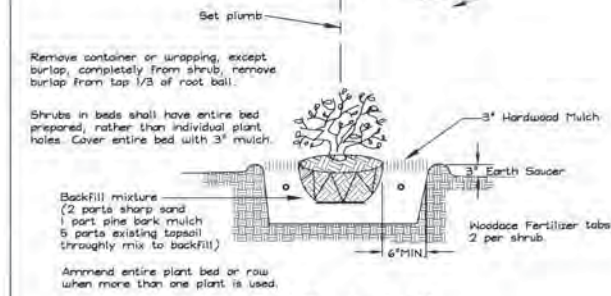 Set plumb
Remove container or wrapping, except
burlap, completely from shrub, remove
burlap from top 1/3 of root ball.
Shrubs in beds shall have entire bed
prepared, rather than individual plant
holes. Cover entire bed with 3" mulch.
3" Hardwood Mulch
3" Earth Saucer
Backfill mixture
(2 parts sharp sand
1 part pine bark mulch
5 parts existing topsoil
throughly mix to backfill)
Woodace Fertilizer tabs
2 per shrub.
6"MIN.
Ammend entire plant bed or row
when more than one plant is used.